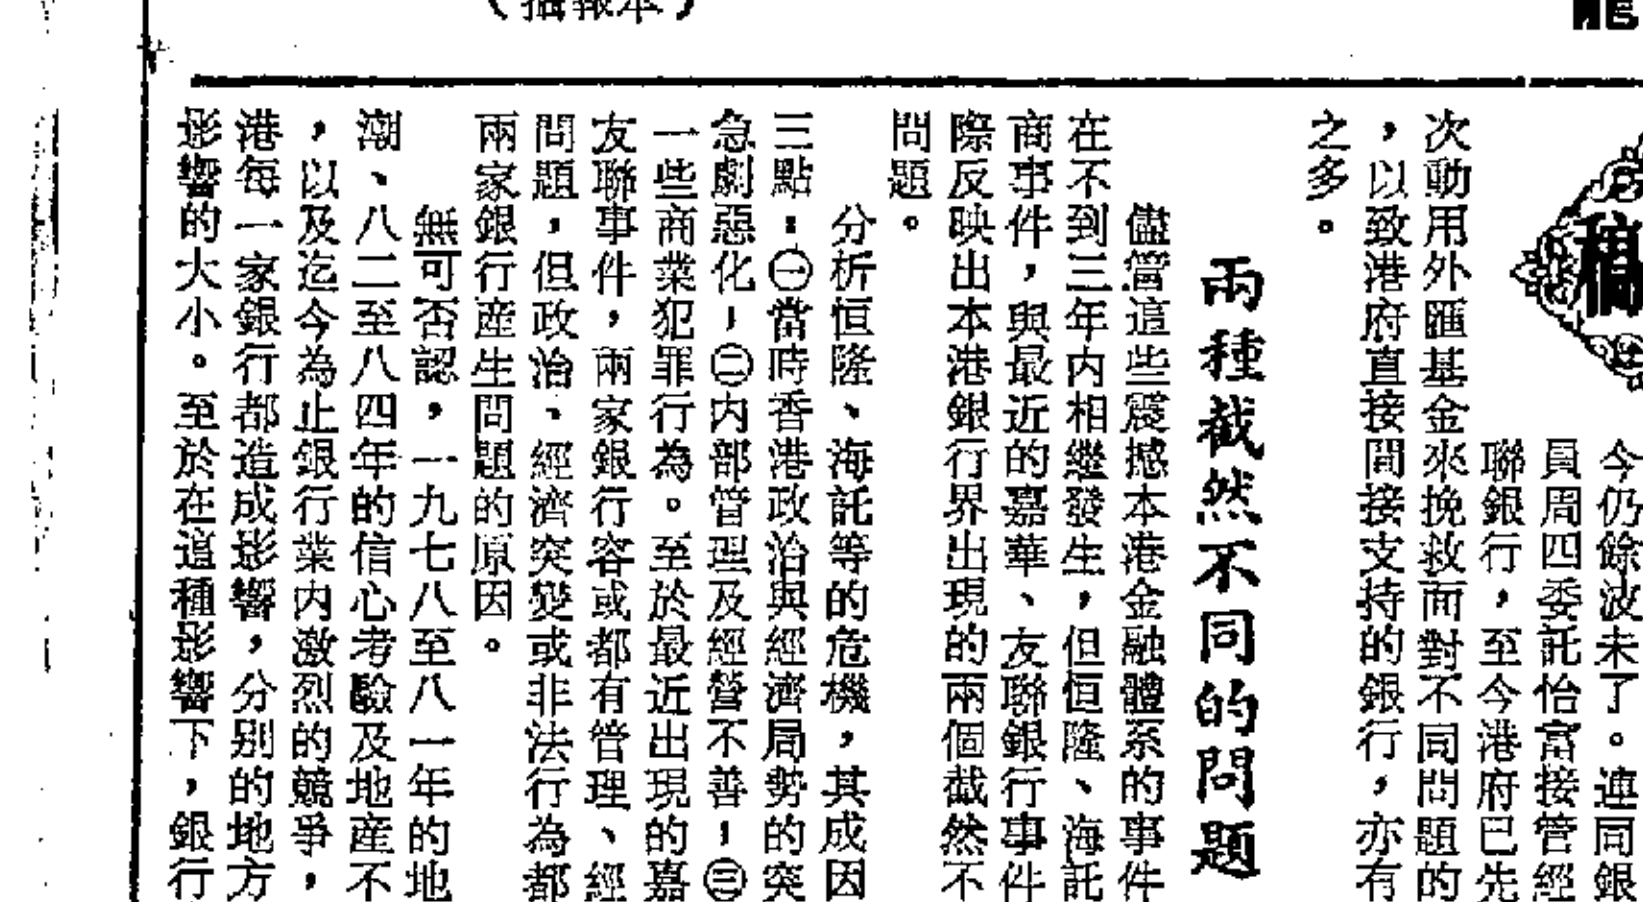 （攝報本）
稿
今仍餘波未了。連同銀
員周四委託怡富接管經
聯銀行，至今港府已先
次動用外匯基金來挽救面對不同問題的
，以致港府直接間接支持的銀行，亦有
之多。
兩種截然不同的問題
儘管這些震撼本港金融體系的事件
在不到三年內相繼發生，但恒隆、海託
商事件，與最近的嘉華、友聯銀行事件
際反映出本港銀行界出現的兩個截然不
問題。
分析恒隆、海託等的危機，其成因
三點：㊀當時香港政治與經濟局勢的突
急劇惡化；㊁內部管理及經營不善；㊂
一些商業犯罪行為。至於最近出現的嘉
友聯事件，兩家銀行容或都有管理、經
問題，但政治、經濟突變或非法行為都
兩家銀行產生問題的原因。
無可否認，一九七八至八一年的地
潮、八二至八四年的信心考驗及地產不
，以及迄今為止銀行業內激烈的競爭，
港每一家銀行都造成影響，分別的地方
影響的大小。至於在這種影響下，銀行